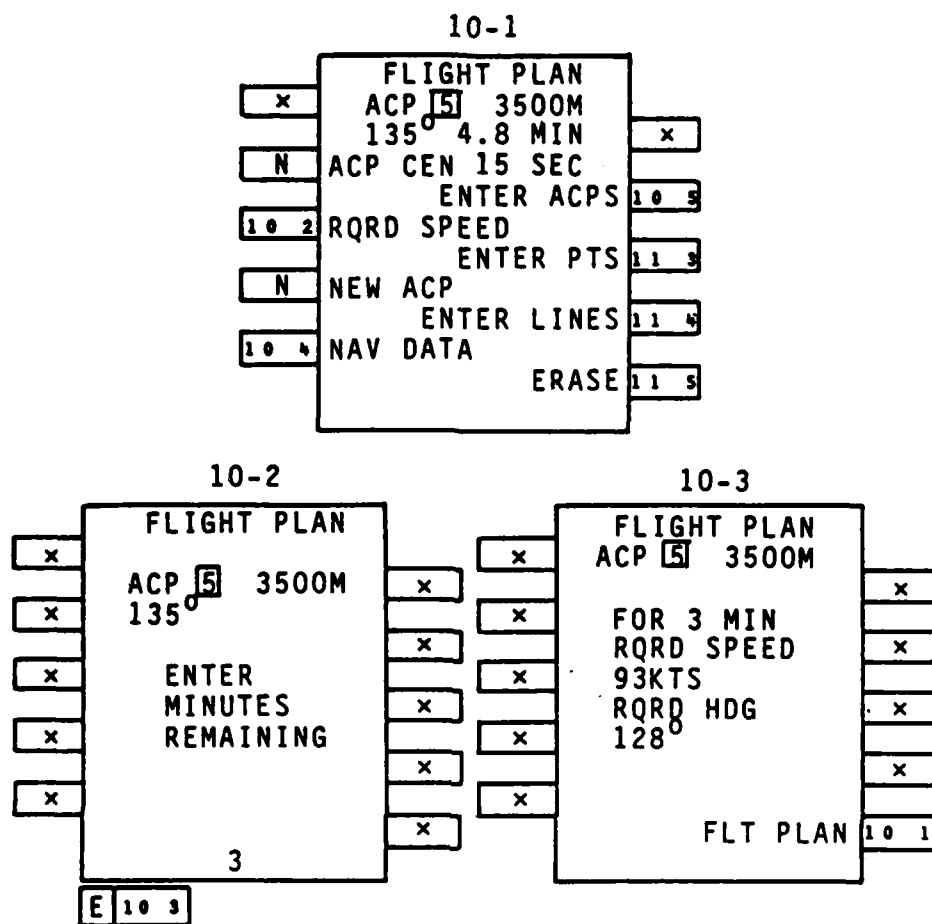 10-1
FLIGHT PLAN
× ACP 5 3500M
135° 4.8 MIN ×
N ACP CEN 15 SEC
ENTER ACPS 10 5
10 2 RQRD SPEED
ENTER PTS 11 3
N NEW ACP
ENTER LINES 11 4
10 4 NAV DATA
ERASE 11 5
10-2
FLIGHT PLAN
×
ACP 5 3500M ×
× 135°
×
× ENTER
MINUTES ×
× REMAINING
×
×
×
3
E 10 3
10-3
FLIGHT PLAN
× ACP 5 3500M
×
× FOR 3 MIN
RQRD SPEED ×
× 93KTS
RQRD HDG ×
× 128°
×
×
FLT PLAN 10 1